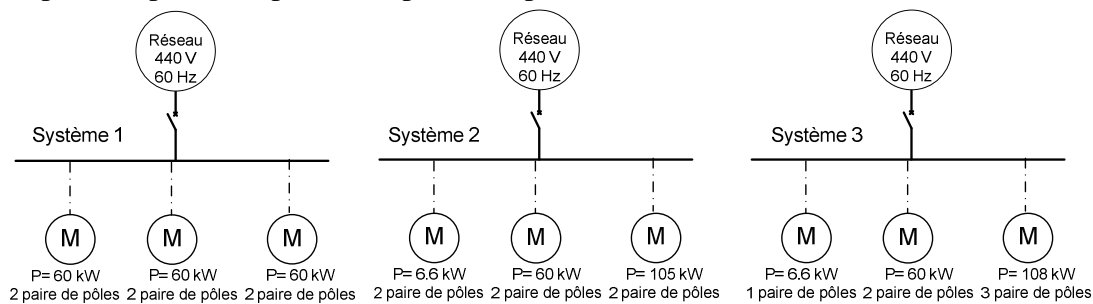 Réseau
440 V
60 Hz
Système 1
M
M
M
P= 60 kW
2 paire de pôles
P= 60 kW
2 paire de pôles
P= 60 kW
2 paire de pôles
Réseau
440 V
60 Hz
Système 2
M
M
M
P= 6.6 kW
2 paire de pôles
P= 60 kW
2 paire de pôles
P= 105 kW
2 paire de pôles
Réseau
440 V
60 Hz
Système 3
M
M
M
P= 6.6 kW
1 paire de pôles
P= 60 kW
2 paire de pôles
P= 108 kW
3 paire de pôles